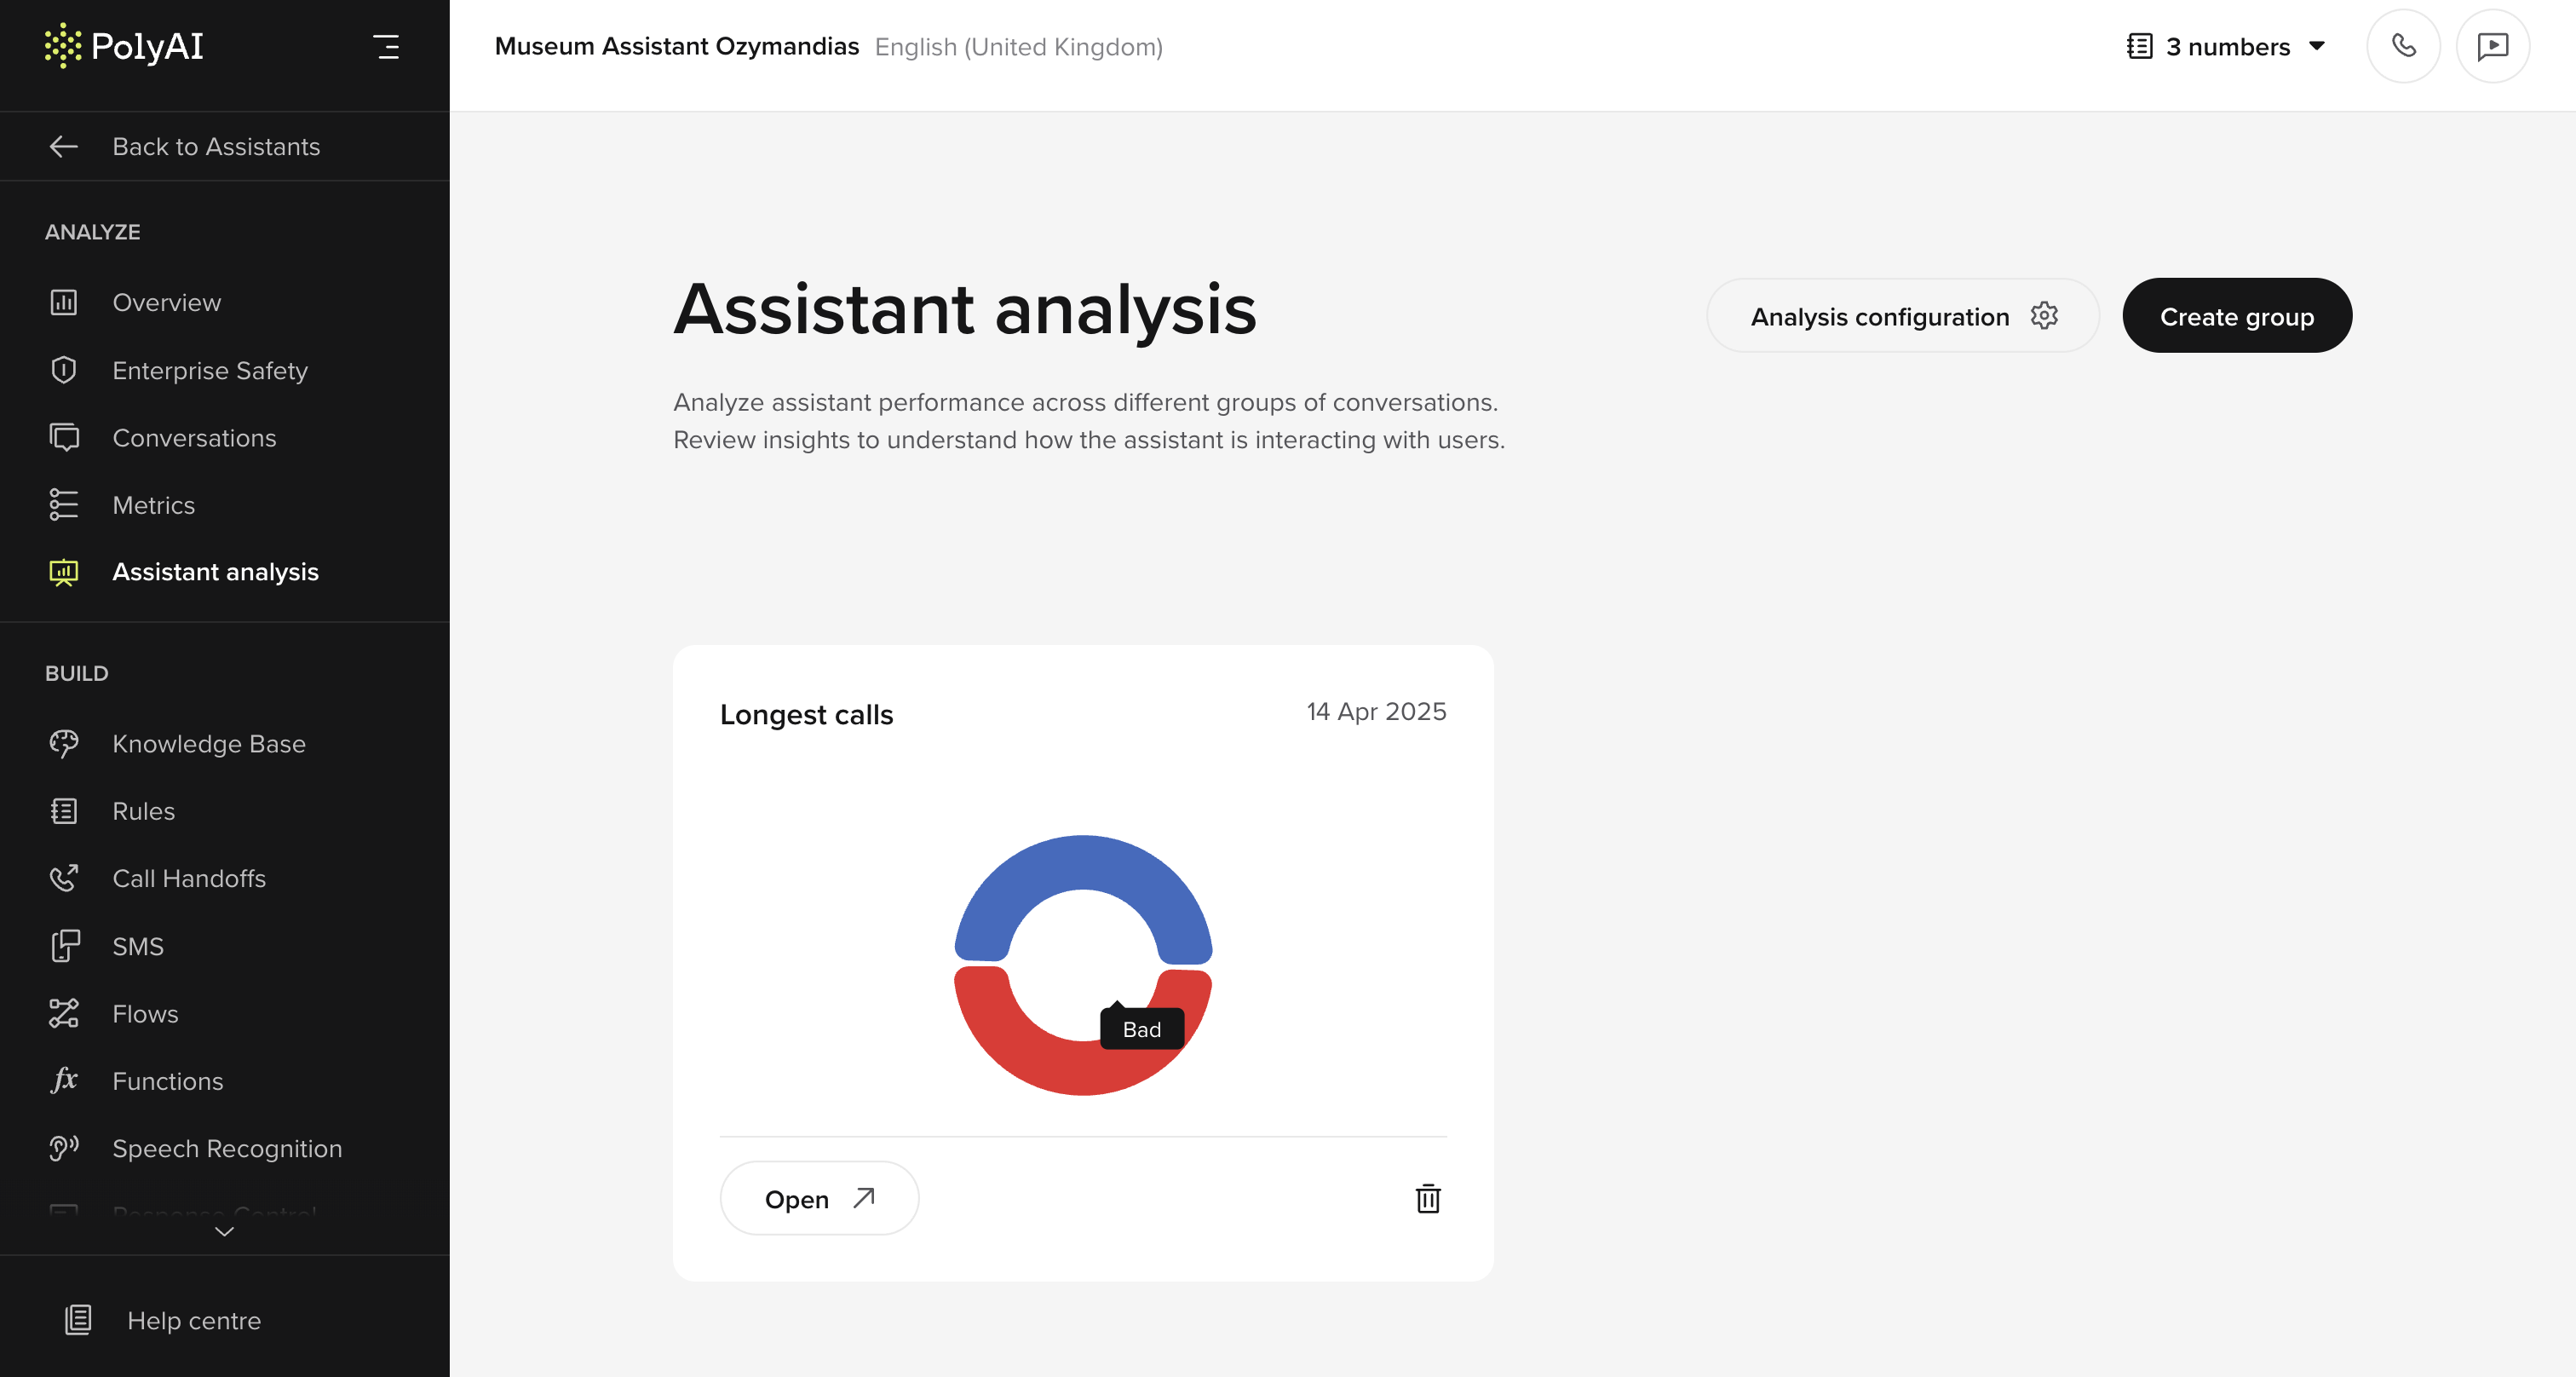 PolyAI
Museum Assistant Ozymandias English (United Kingdom)
3 numbers
Back to Assistants
ANALYZE
Overview
Enterprise Safety
Conversations
Metrics
Assistant analysis
BUILD
Knowledge Base
Rules
Call Handoffs
SMS
Flows
fx Functions
Speech Recognition
Response Control
Help centre
Assistant analysis
Analysis configuration
Create group
Analyze assistant performance across different groups of conversations.
Review insights to understand how the assistant is interacting with users.
Longest calls
14 Apr 2025
Bad
Open